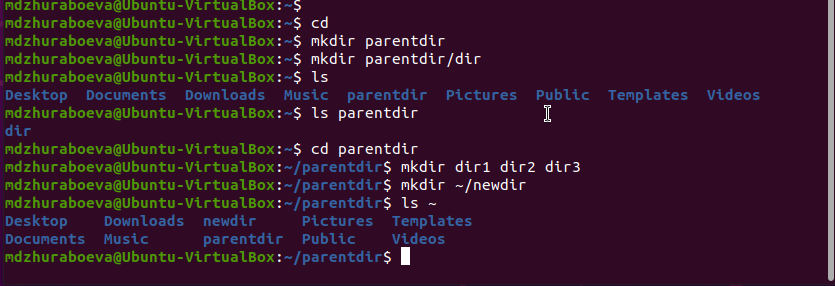 mdzhuraboeva@Ubuntu-VirtualBox:~$
mdzhuraboeva@Ubuntu-VirtualBox:~$ cd
mdzhuraboeva@Ubuntu-VirtualBox:~$ mkdir parentdir
mdzhuraboeva@Ubuntu-VirtualBox:~$ mkdir parentdir/dir
mdzhuraboeva@Ubuntu-VirtualBox:~$ ls
Desktop  Documents  Downloads  Music  parentdir  Pictures  Public  Templates  Videos
mdzhuraboeva@Ubuntu-VirtualBox:~$ ls parentdir
dir
mdzhuraboeva@Ubuntu-VirtualBox:~$ cd parentdir
mdzhuraboeva@Ubuntu-VirtualBox:~/parentdir$ mkdir dir1 dir2 dir3
mdzhuraboeva@Ubuntu-VirtualBox:~/parentdir$ mkdir ~/newdir
mdzhuraboeva@Ubuntu-VirtualBox:~/parentdir$ ls ~
Desktop    Downloads  newdir     Pictures  Templates
Documents  Music      parentdir  Public    Videos
mdzhuraboeva@Ubuntu-VirtualBox:~/parentdir$